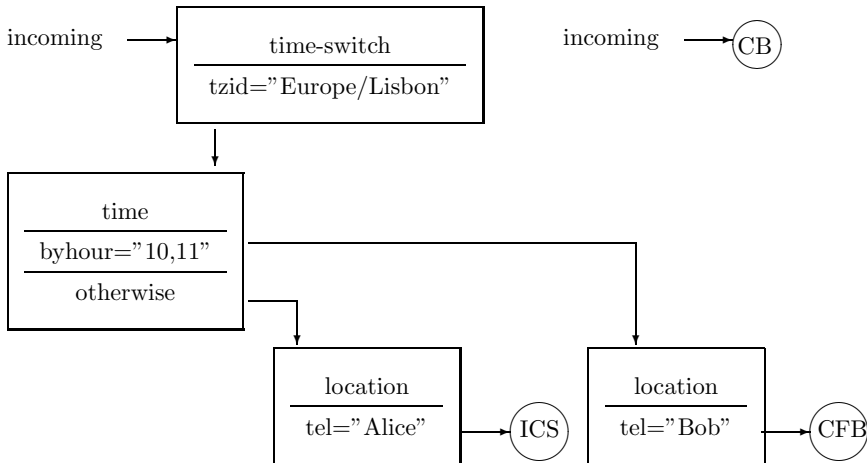 incoming
time-switch
tzid=”Europe/Lisbon”
incoming
CB
time
byhour=”10,11”
otherwise
location
tel=”Alice”
ICS
location
tel=”Bob”
CFB